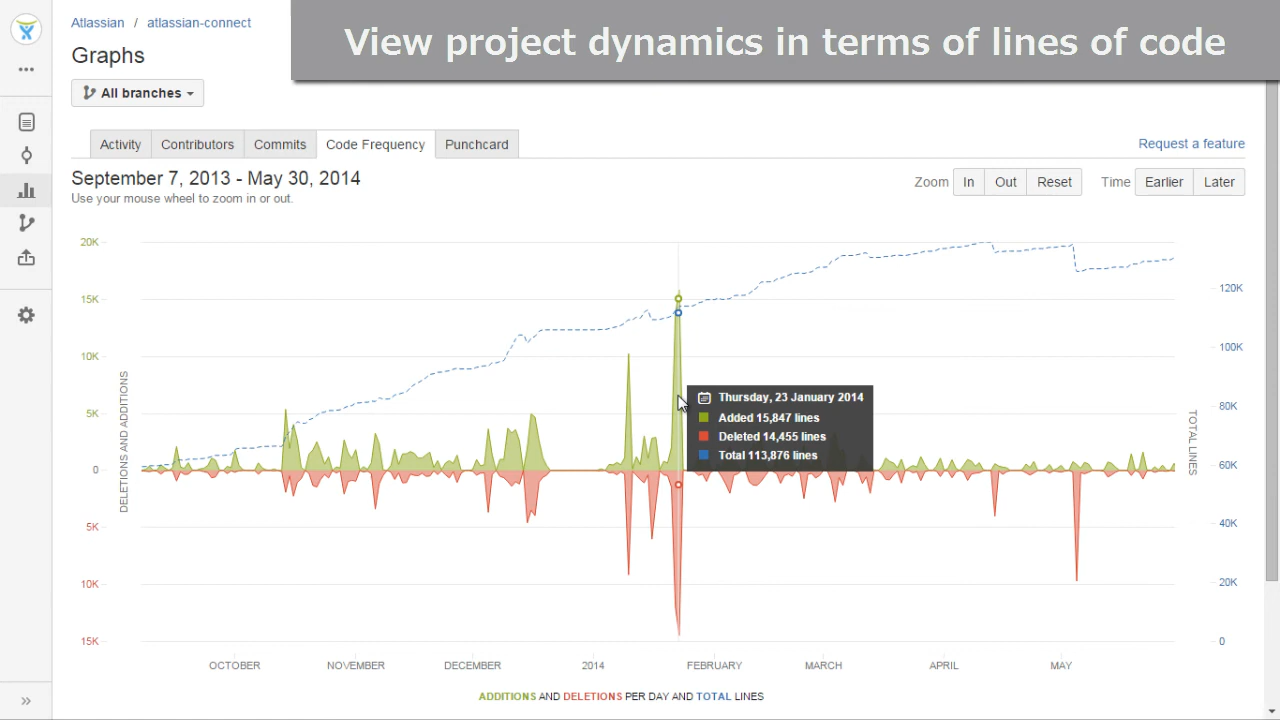 Atlassian / atlassian-connect
View project dynamics in terms of lines of code
Graphs
All branches
Activity Contributors Commits Code Frequency Punchcard
Request a feature
September 7, 2013 - May 30, 2014
Use your mouse wheel to zoom in or out.
Zoom In Out Reset Time Earlier Later
20K
15K
10K
5K
0
5K
10K
15K
DELETIONS AND ADDITIONS
Thursday, 23 January 2014
Added 15,847 lines
Deleted 14,455 lines
Total 113,876 lines
120K
100K
80K
60K
40K
20K
0
TOTAL LINES
OCTOBER NOVEMBER DECEMBER 2014 FEBRUARY MARCH APRIL MAY
ADDITIONS AND DELETIONS PER DAY AND TOTAL LINES